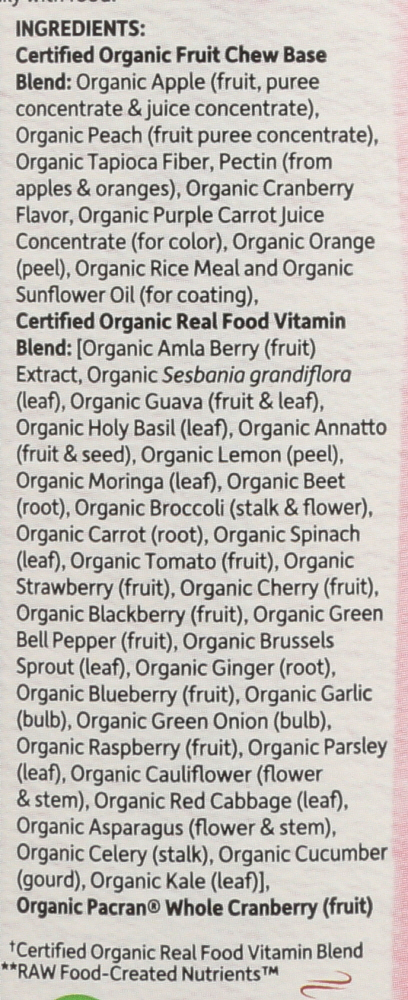 with food.
INGREDIENTS:
Certified Organic Fruit Chew Base
Blend: Organic Apple (fruit, puree
concentrate & juice concentrate),
Organic Peach (fruit puree concentrate),
Organic Tapioca Fiber, Pectin (from
apples & oranges), Organic Cranberry
Flavor, Organic Purple Carrot Juice
Concentrate (for color), Organic Orange
(peel), Organic Rice Meal and Organic
Sunflower Oil (for coating),
Certified Organic Real Food Vitamin
Blend: [Organic Amla Berry (fruit)
Extract, Organic Sesbania grandiflora
(leaf), Organic Guava (fruit & leaf),
Organic Holy Basil (leaf), Organic Annatto
(fruit & seed), Organic Lemon (peel),
Organic Moringa (leaf), Organic Beet
(root), Organic Broccoli (stalk & flower),
Organic Carrot (root), Organic Spinach
(leaf), Organic Tomato (fruit), Organic
Strawberry (fruit), Organic Cherry (fruit),
Organic Blackberry (fruit), Organic Green
Bell Pepper (fruit), Organic Brussels
Sprout (leaf), Organic Ginger (root),
Organic Blueberry (fruit), Organic Garlic
(bulb), Organic Green Onion (bulb),
Organic Raspberry (fruit), Organic Parsley
(leaf), Organic Cauliflower (flower
& stem), Organic Red Cabbage (leaf),
Organic Asparagus (flower & stem),
Organic Celery (stalk), Organic Cucumber
(gourd), Organic Kale (leaf)],
Organic Pacran® Whole Cranberry (fruit)
†Certified Organic Real Food Vitamin Blend
**RAW Food-Created Nutrients™